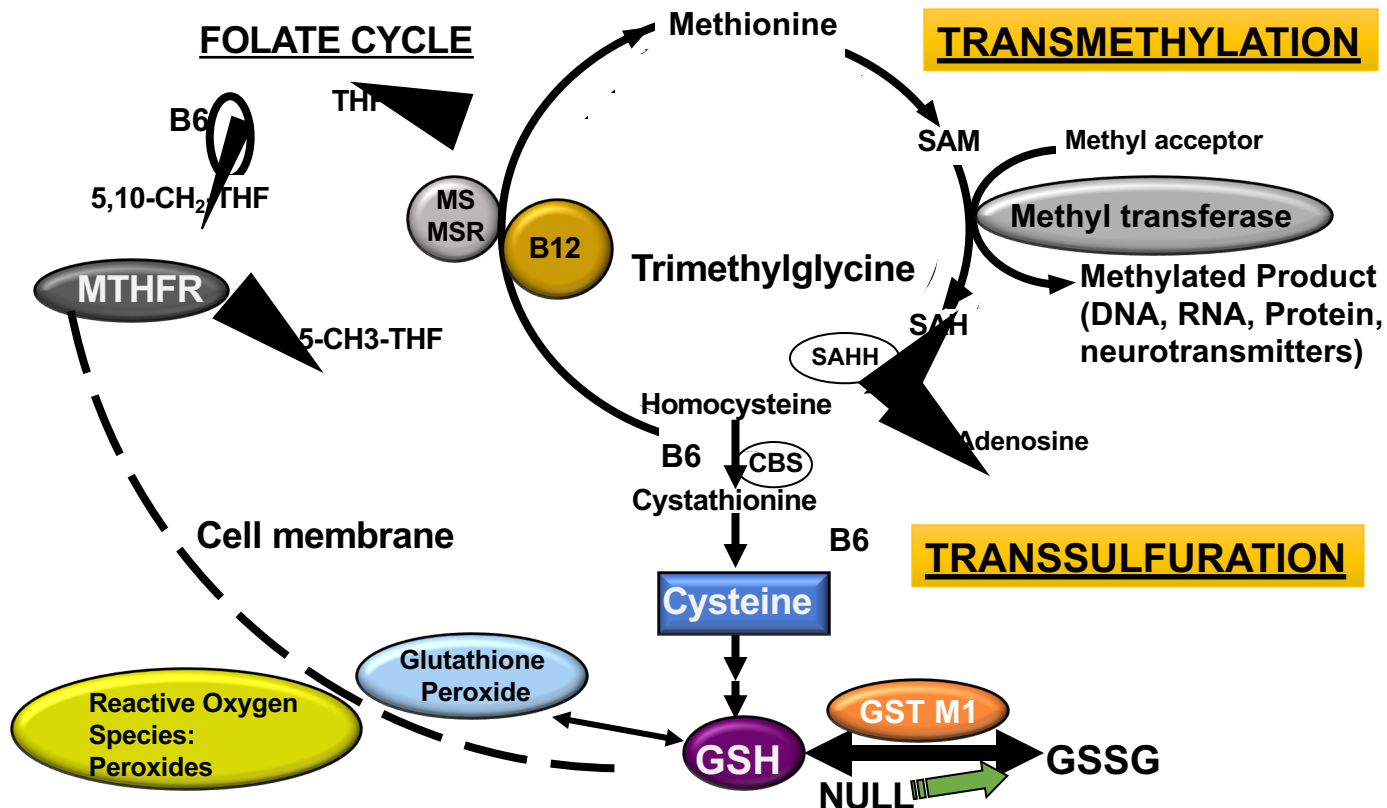 FOLATE CYCLE
Methionine
TRANSMETHYLATION
THF
B6
SAM
Methyl acceptor
5,10-CH₂-THF
MS
MSR
B12
Methyl transferase
Trimethylglycine
MTHFR
Methylated Product
(DNA, RNA, Protein,
neurotransmitters)
5-CH3-THF
SAH
SAHH
Homocysteine
Adenosine
B6
CBS
Cystathionine
Cell membrane
B6
TRANSSULFURATION
Cysteine
Glutathione
Peroxide
Reactive Oxygen
Species:
Peroxides
GST M1
GSH
GSSG
NULL